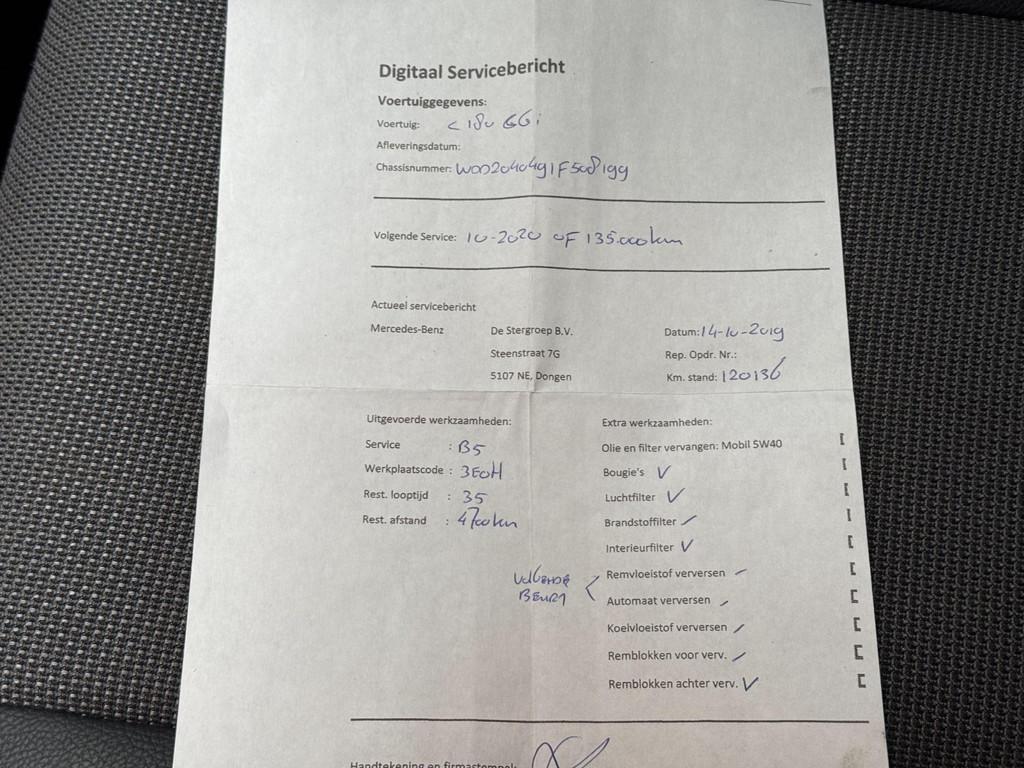 Digitaal Servicebericht
Voertuiggegevens:
Voertuig: C 180 CGi
Afleveringsdatum:
Chassisnummer: WDD2040491F508199
Volgende Service: 10-2020 OF 135.000km
Actueel servicebericht
Mercedes-Benz De Stergroep B.V. Datum: 14-10-2019
Steenstraat 7G Rep. Opdr. Nr.:
5107 NE, Dongen Km. stand: 120136
Uitgevoerde werkzaamheden: Extra werkzaamheden:
Service : B5 Olie en filter vervangen: Mobil 5W40
Werkplaatscode : 3E0H Bougie's V
Rest. looptijd : 35 Luchtfilter V
Rest. afstand : 4700km Brandstoffilter /
Interieurfilter V
VOLGENDE Remvloeistof verversen /
BEURT Automaat verversen /
Koelvloeistof verversen /
Remblokken voor verv. /
Remblokken achter verv. V
Handtekening en firmastempel: